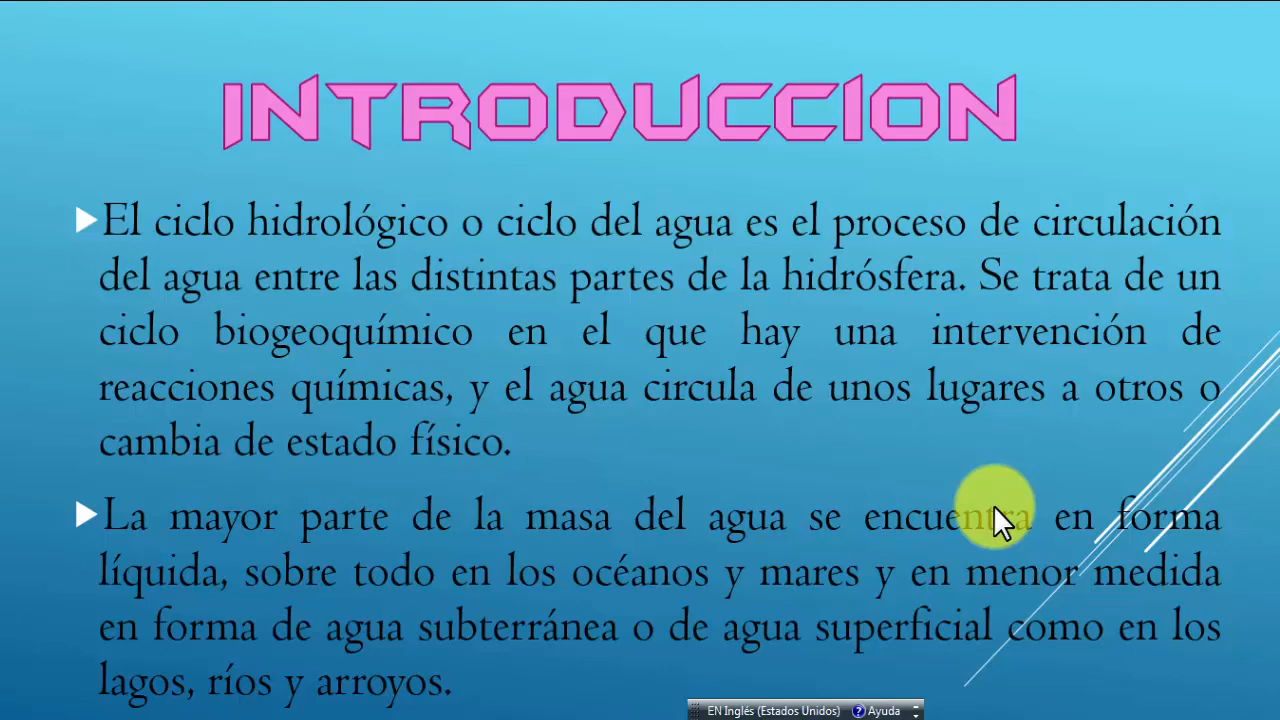 INTRODUCCION
El ciclo hidrológico o ciclo del agua es el proceso de circulación
del agua entre las distintas partes de la hidrósfera. Se trata de un
ciclo biogeoquímico en el que hay una intervención de
reacciones químicas, y el agua circula de unos lugares a otros o
cambia de estado físico.
La mayor parte de la masa del agua se encuentra en forma
líquida, sobre todo en los océanos y mares y en menor medida
en forma de agua subterránea o de agua superficial como en los
lagos, ríos y arroyos.
EN Inglés (Estados Unidos) ? Ayuda